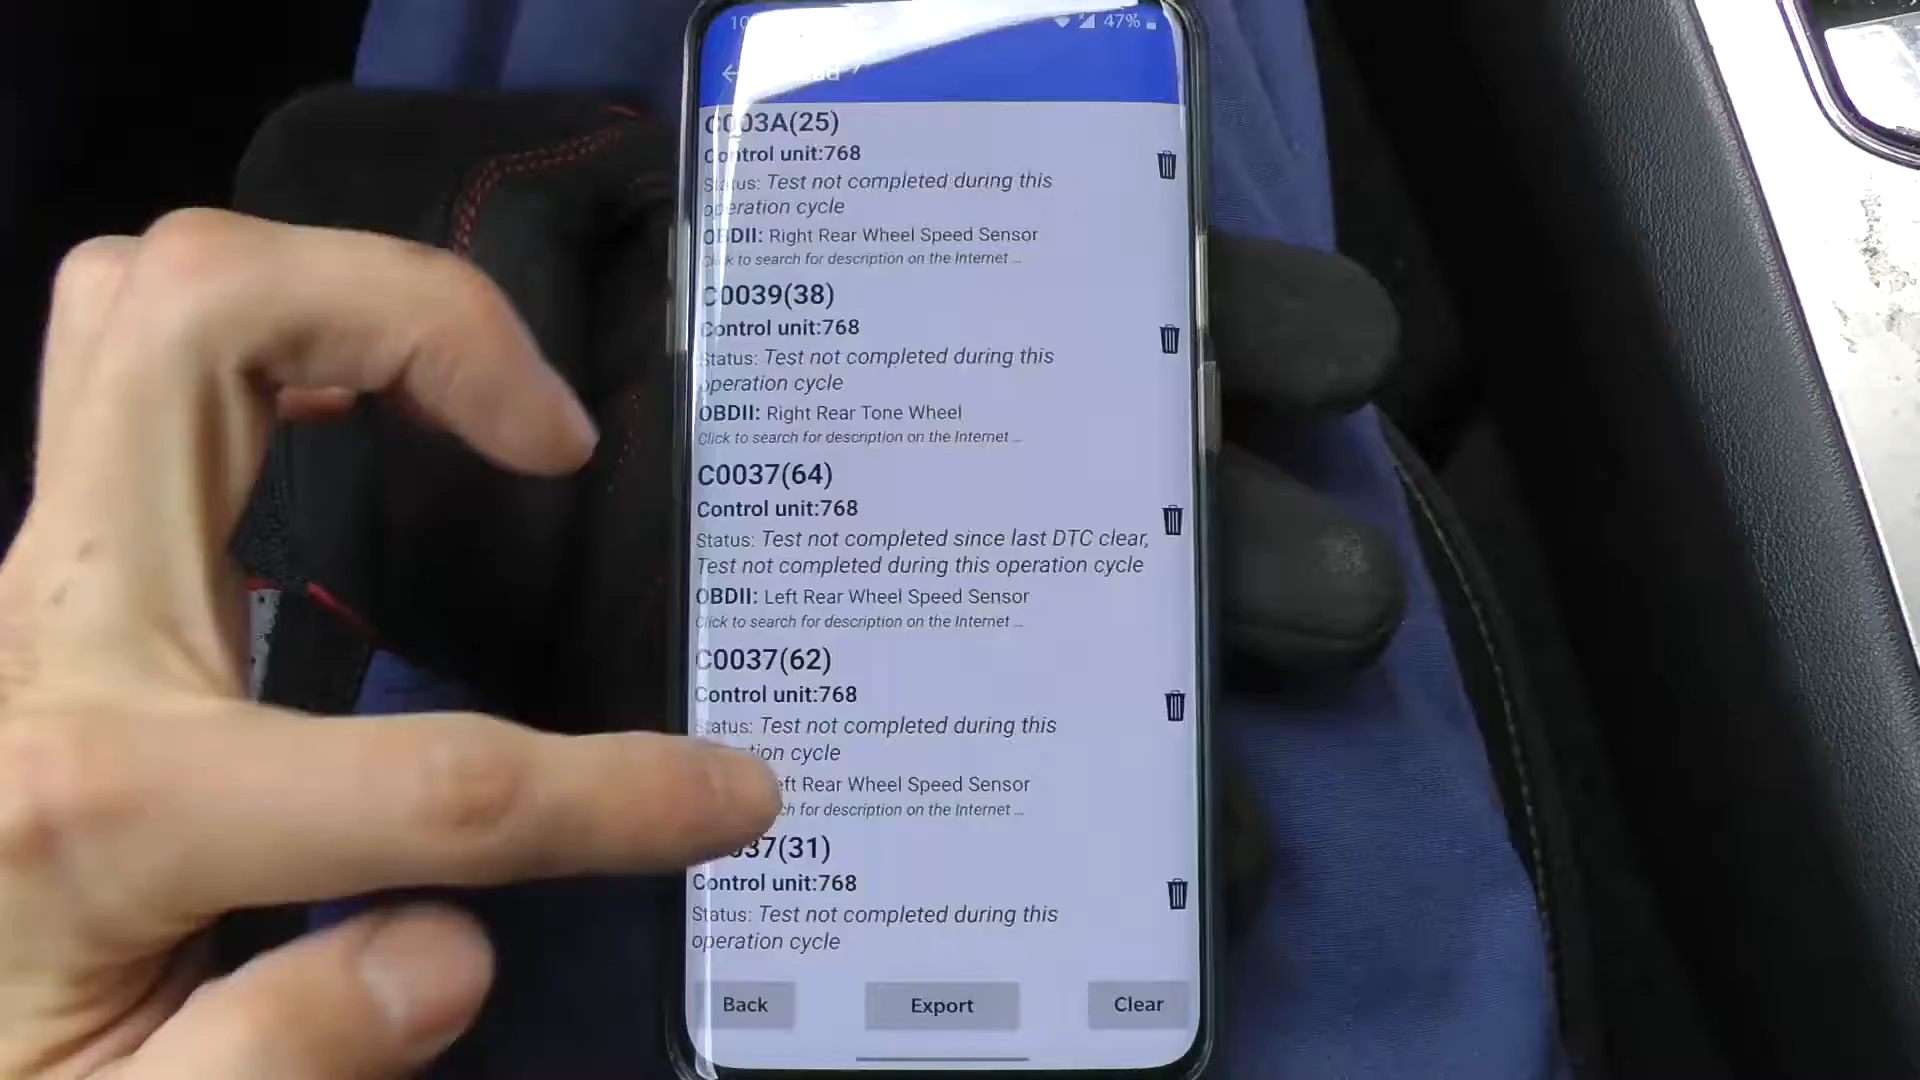 47%
C003A(25)
Control unit:768
Status: Test not completed during this
operation cycle
OBDII: Right Rear Wheel Speed Sensor
Click to search for description on the Internet ...
C0039(38)
Control unit:768
Status: Test not completed during this
operation cycle
OBDII: Right Rear Tone Wheel
Click to search for description on the Internet ...
C0037(64)
Control unit:768
Status: Test not completed since last DTC clear,
Test not completed during this operation cycle
OBDII: Left Rear Wheel Speed Sensor
Click to search for description on the Internet ...
C0037(62)
Control unit:768
Status: Test not completed during this
tion cycle
eft Rear Wheel Speed Sensor
ch for description on the Internet ...
37(31)
Control unit:768
Status: Test not completed during this
operation cycle
Back
Export
Clear